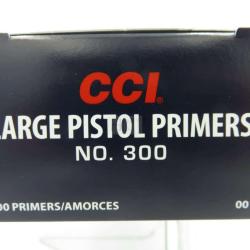 CCI
LARGE PISTOL PRIMERS
NO. 300
00 PRIMERS/AMORCES
00